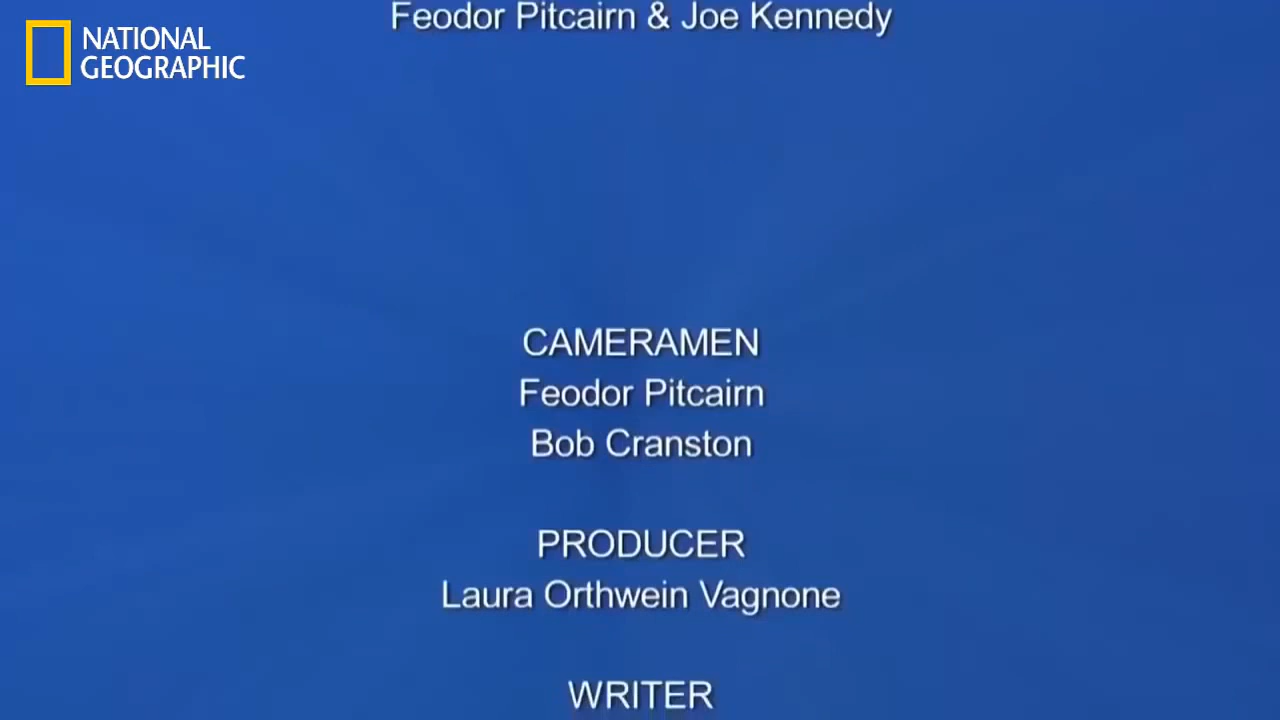 Feodor Pitcairn & Joe Kennedy
NATIONAL
GEOGRAPHIC
CAMERAMEN
Feodor Pitcairn
Bob Cranston
PRODUCER
Laura Orthwein Vagnone
WRITER